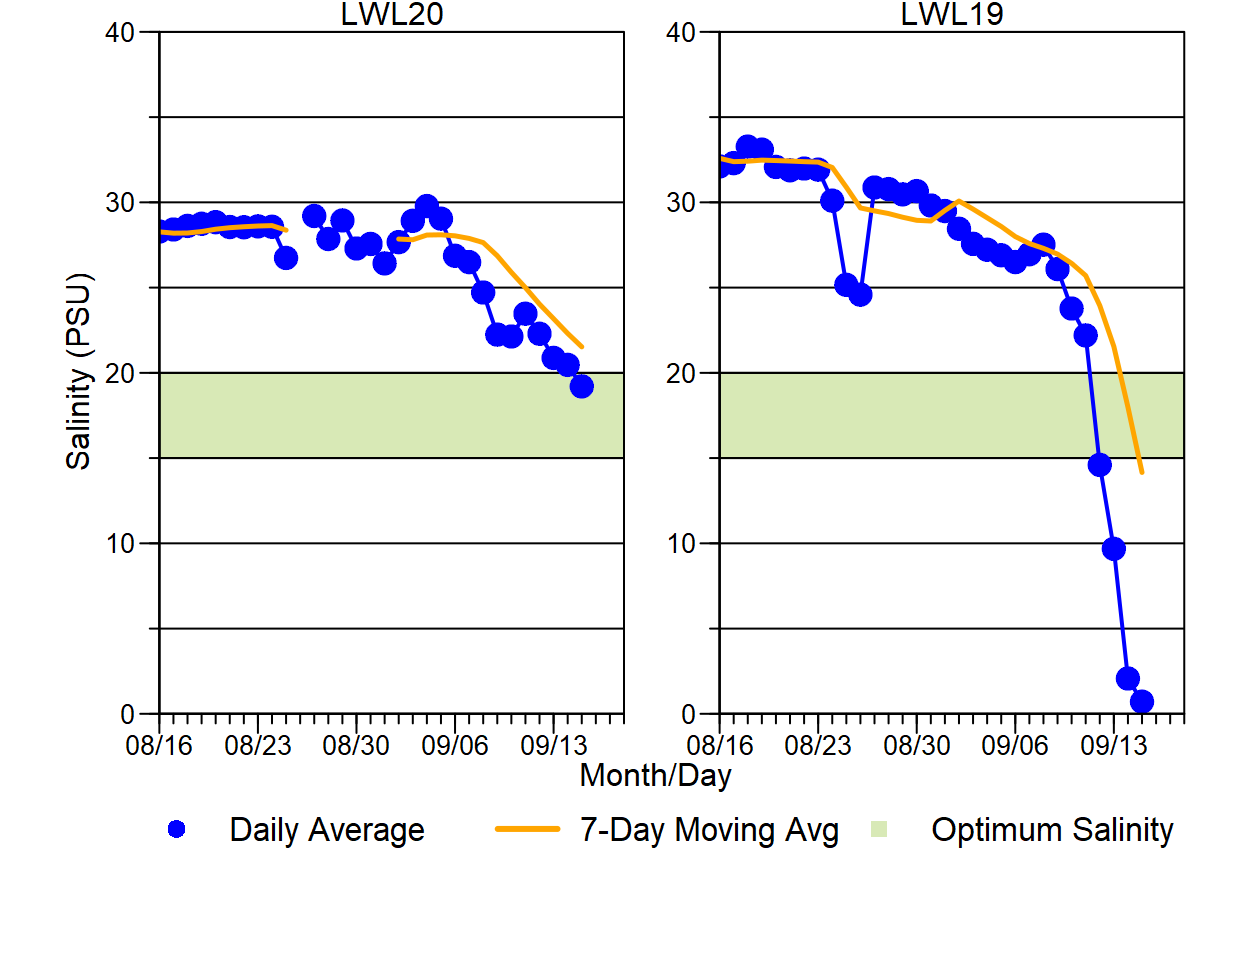 LWL20 LWL19
40 40
30 30
20 20
10 10
0 0
Salinity (PSU)
08/16 08/23 08/30 09/06 09/13 08/16 08/23 08/30 09/06 09/13
Month/Day
Daily Average 7-Day Moving Avg Optimum Salinity